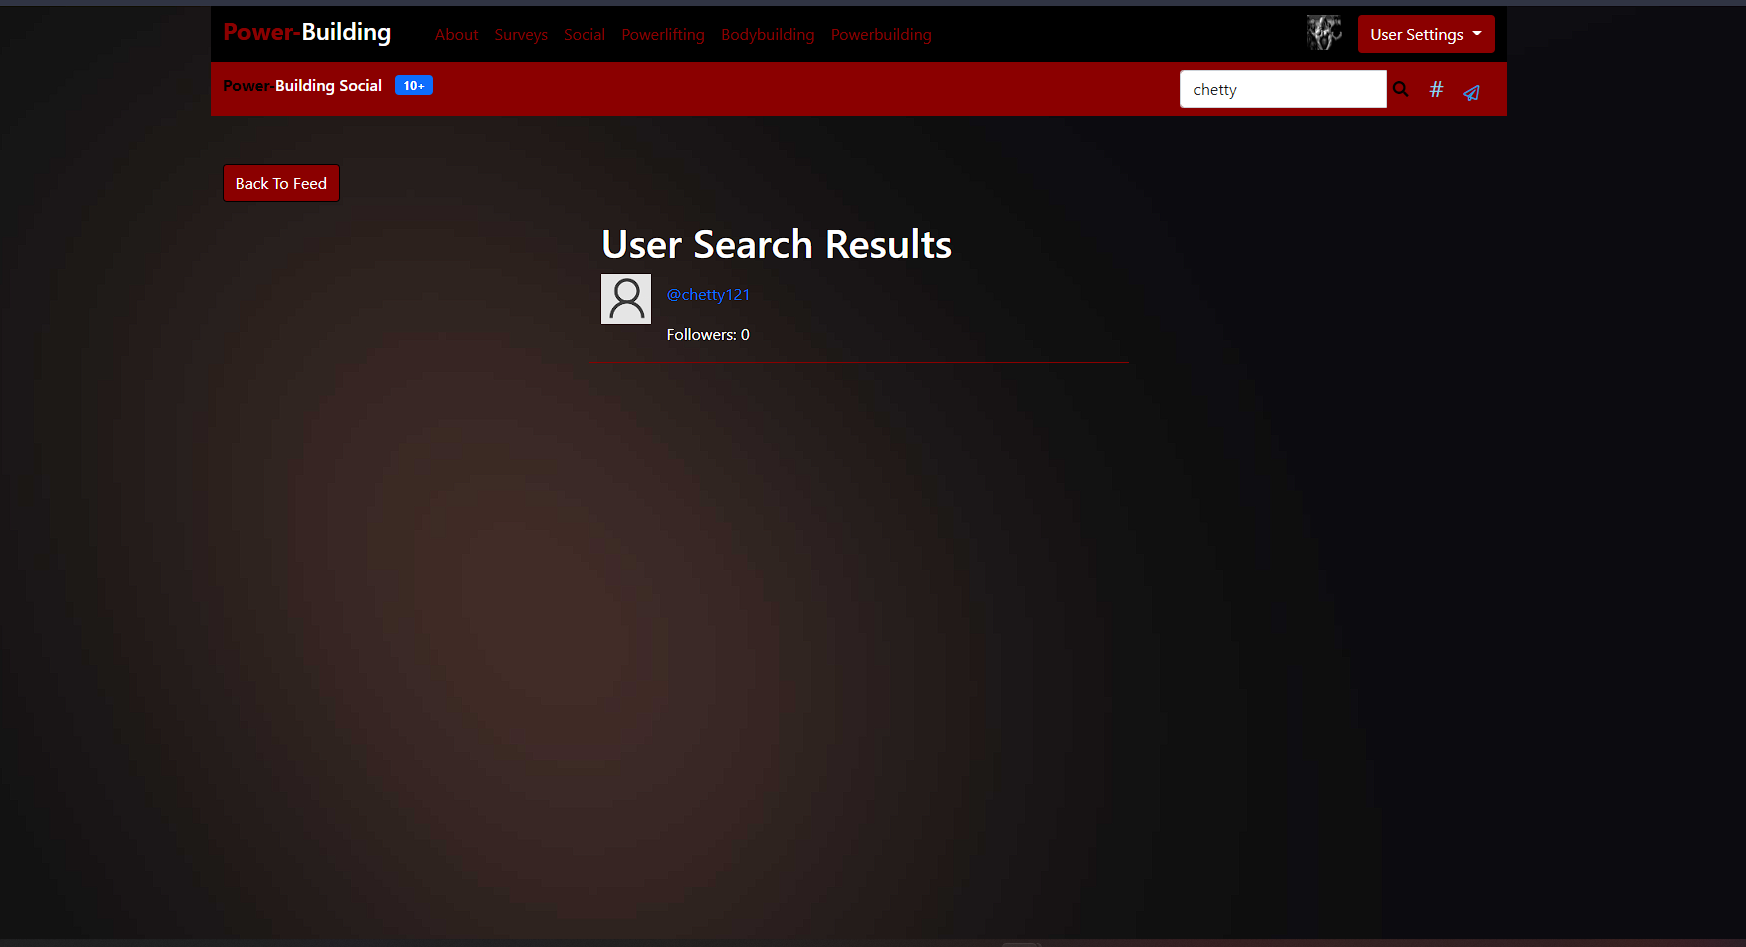 Power-Building About Surveys Social Powerlifting Bodybuilding Powerbuilding User Settings
Power-Building Social 10+ chetty #
Back To Feed
User Search Results
@chetty121
Followers: 0